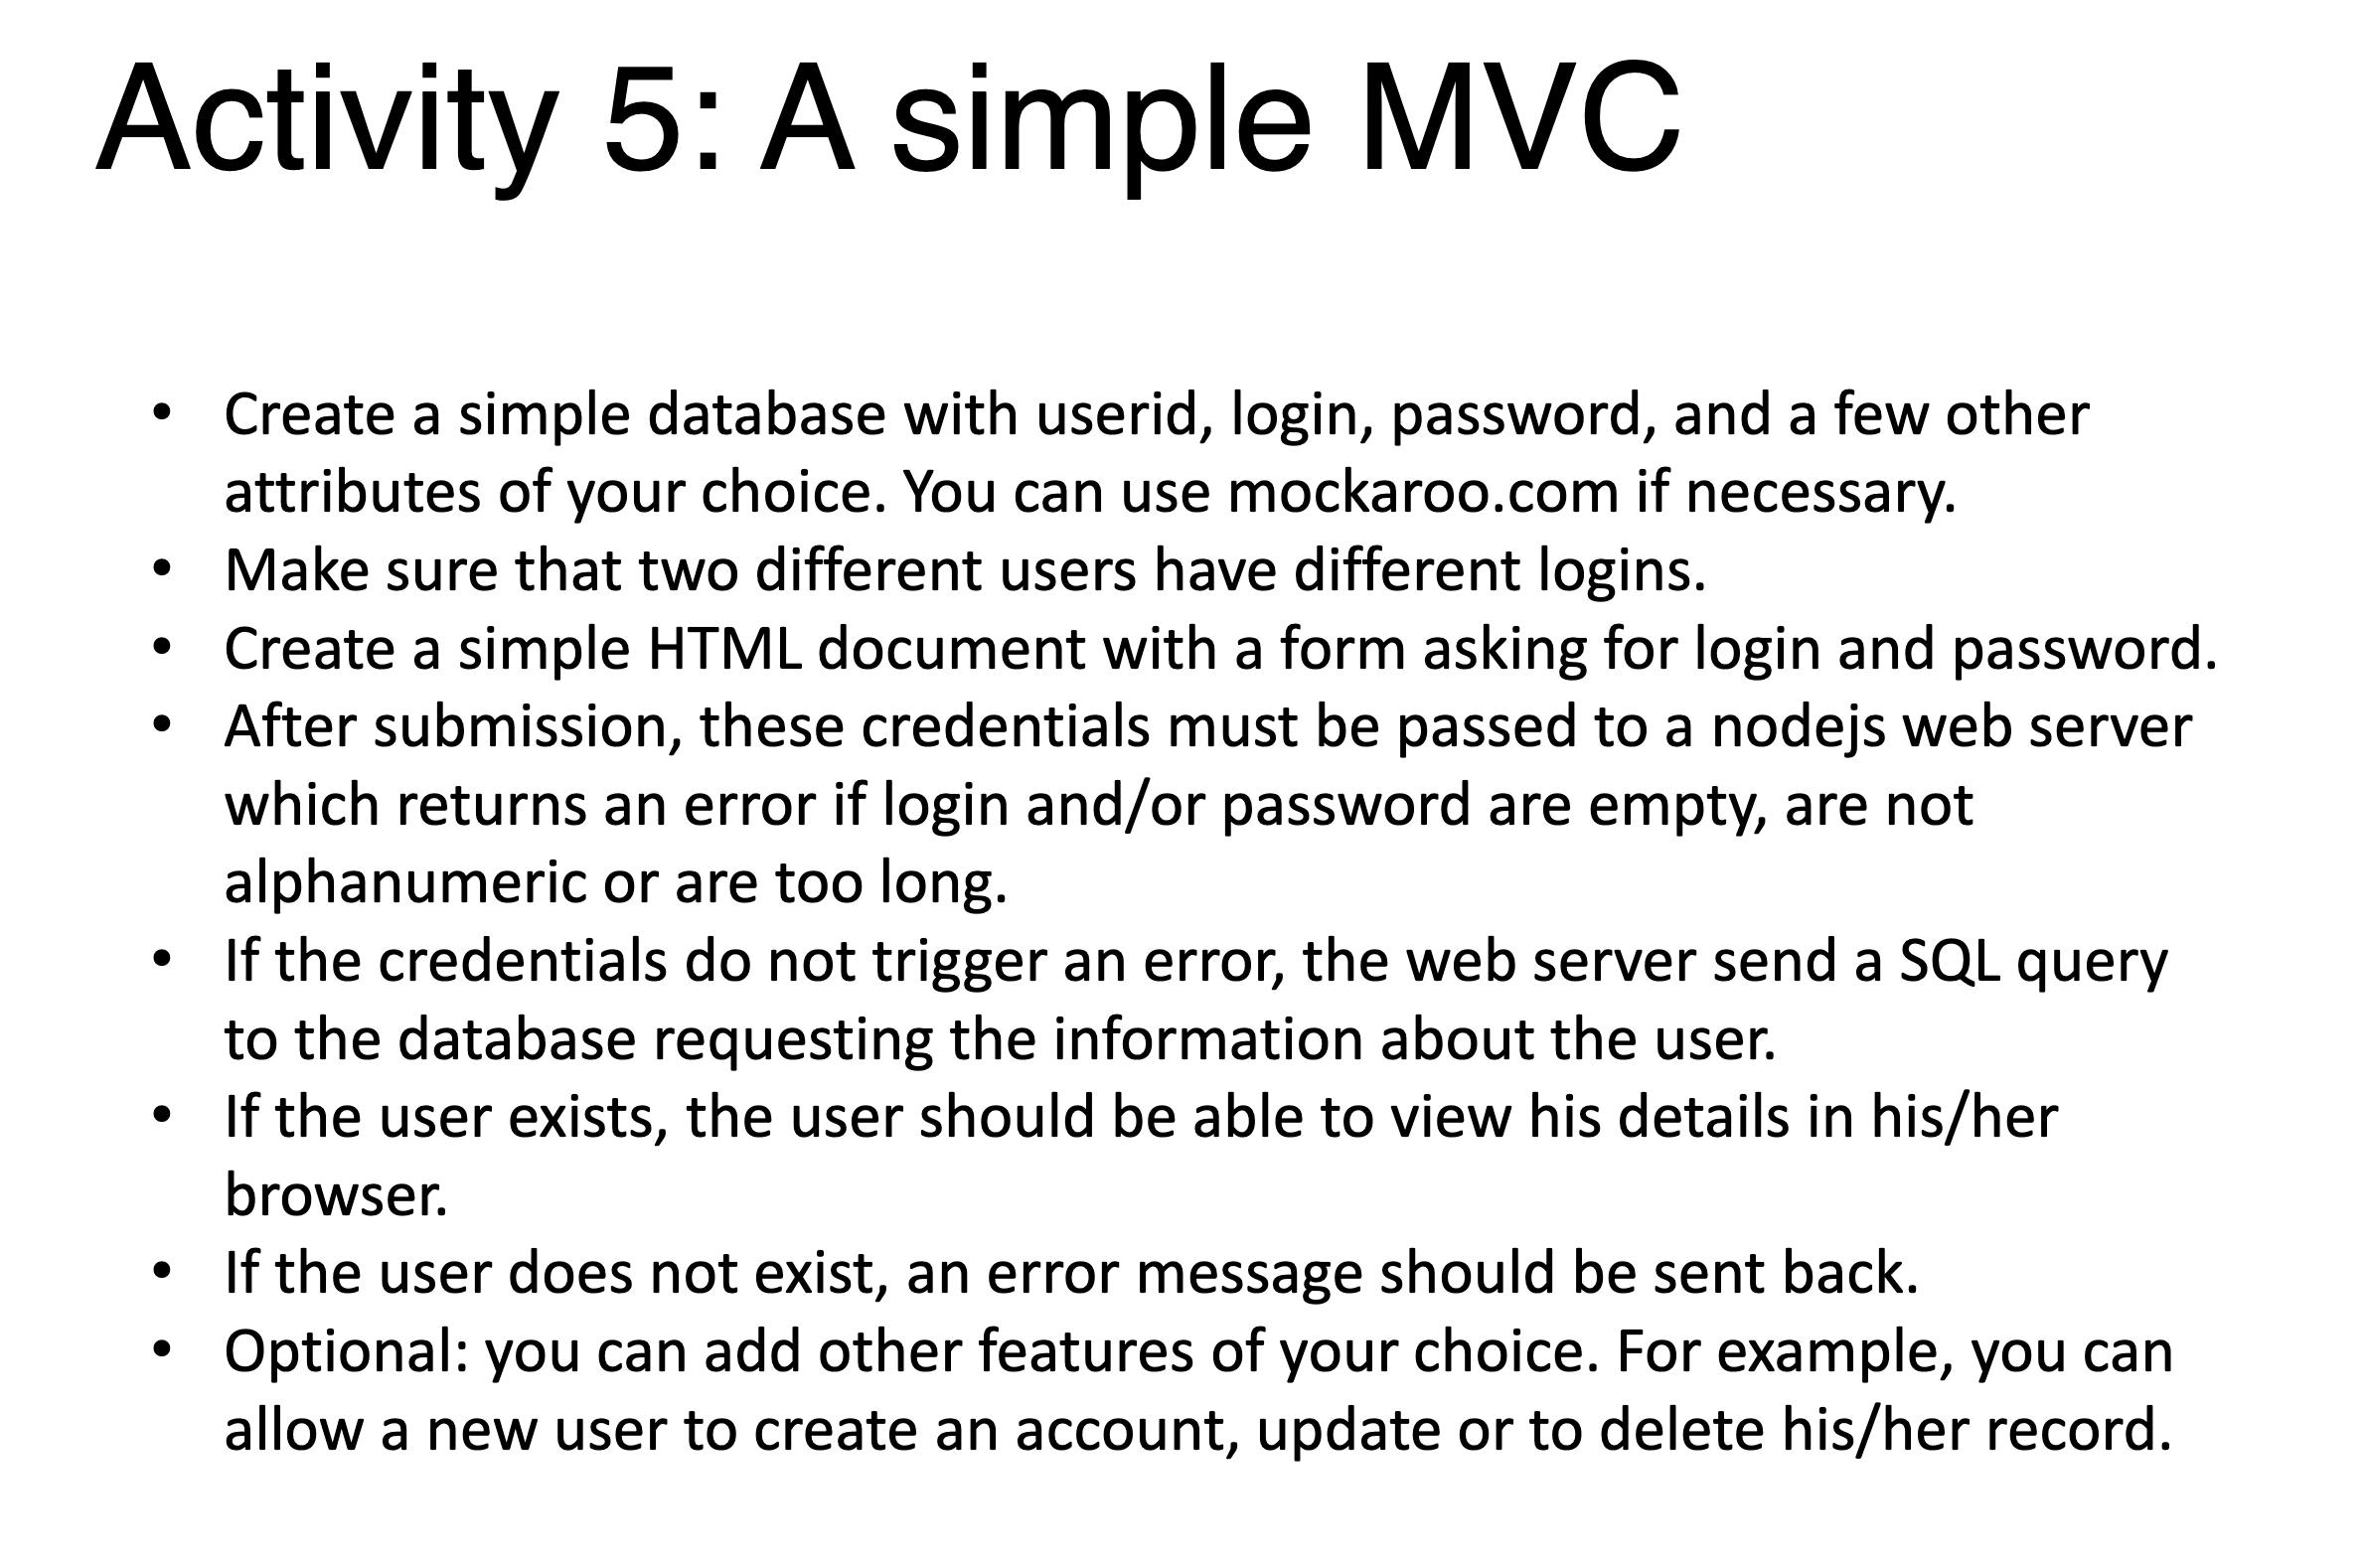 Activity 5: A simple MVC
• Create a simple database with userid, login, password, and a few other
attributes of your choice. You can use mockaroo.com if necessary.
• Make sure that two different users have different logins.
• Create a simple HTML document with a form asking for login and password.
• After submission, these credentials must be passed to a nodejs web server
which returns an error if login and/or password are empty, are not
alphanumeric or are too long.
• If the credentials do not trigger an error, the web server send a SQL query
to the database requesting the information about the user.
• If the user exists, the user should be able to view his details in his/her
browser.
• If the user does not exist, an error message should be sent back.
• Optional: you can add other features of your choice. For example, you can
allow a new user to create an account, update or to delete his/her record.